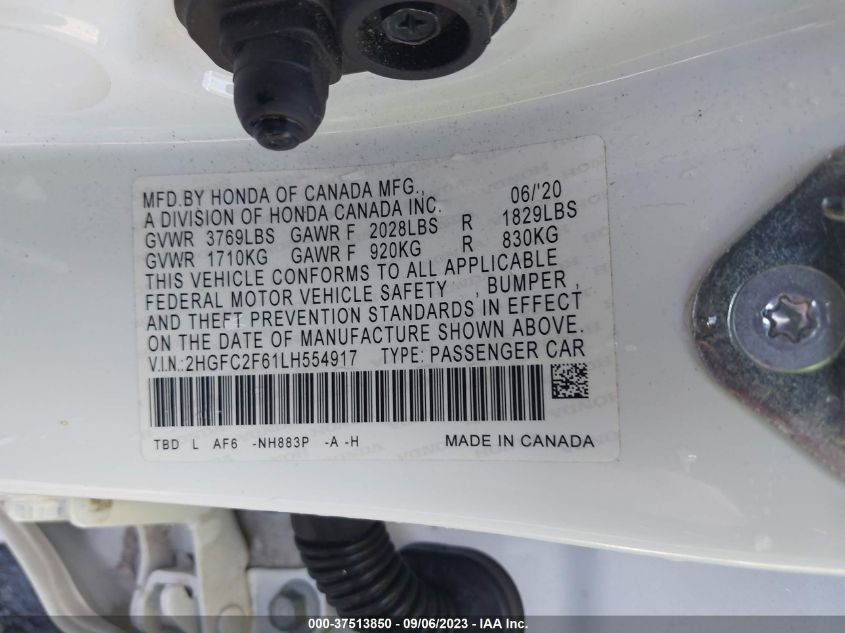 MFD.BY HONDA OF CANADA MFG., 06/'20
A DIVISION OF HONDA CANADA INC.
GVWR 3769LBS GAWR F 2028LBS R 1829LBS
GVWR 1710KG GAWR F 920KG R 830KG
THIS VEHICLE CONFORMS TO ALL APPLICABLE
FEDERAL MOTOR VEHICLE SAFETY , BUMPER ,
AND THEFT PREVENTION STANDARDS IN EFFECT
ON THE DATE OF MANUFACTURE SHOWN ABOVE.
V.I.N.:2HGFC2F61LH554917 TYPE: PASSENGER CAR
TBD L AF6 -NH883P -A -H MADE IN CANADA
000-37513850 - 09/06/2023 - IAA Inc.